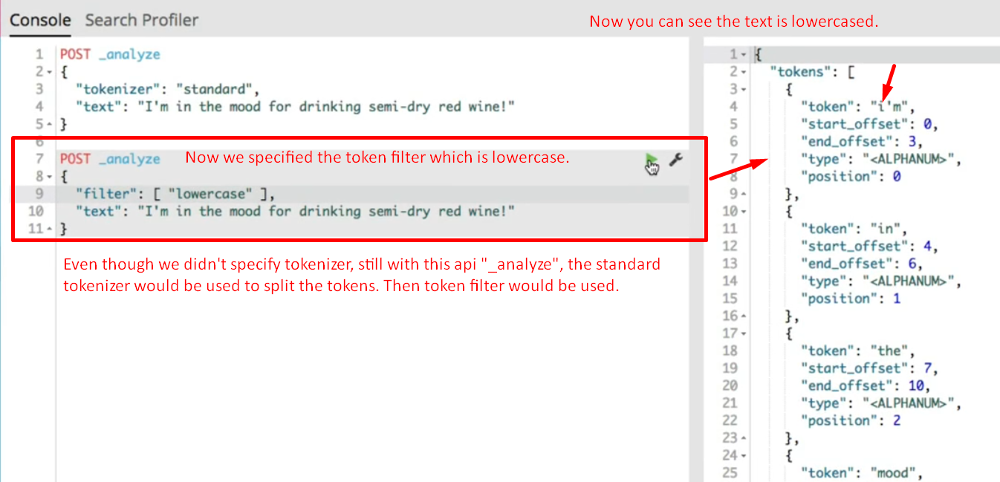 Console Search Profiler
Now you can see the text is lowercased.
1 POST _analyze
2 {
3 "tokenizer": "standard",
4 "text": "I'm in the mood for drinking semi-dry red wine!"
5 }
6
7 POST _analyze Now we specified the token filter which is lowercase.
8 {
9 "filter": [ "lowercase" ],
10 "text": "I'm in the mood for drinking semi-dry red wine!"
11 }
Even though we didn't specify tokenizer, still with this api "_analyze", the standard
tokenizer would be used to split the tokens. Then token filter would be used.
1 {
2 "tokens": [
3 {
4 "token": "i'm",
5 "start_offset": 0,
6 "end_offset": 3,
7 "type": "<ALPHANUM>",
8 "position": 0
9 },
10 {
11 "token": "in",
12 "start_offset": 4,
13 "end_offset": 6,
14 "type": "<ALPHANUM>",
15 "position": 1
16 },
17 {
18 "token": "the",
19 "start_offset": 7,
20 "end_offset": 10,
21 "type": "<ALPHANUM>",
22 "position": 2
23 },
24 {
25 "token": "mood",